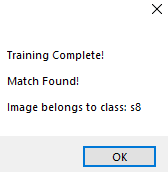 Training Complete!
Match Found!
Image belongs to class: s8
OK